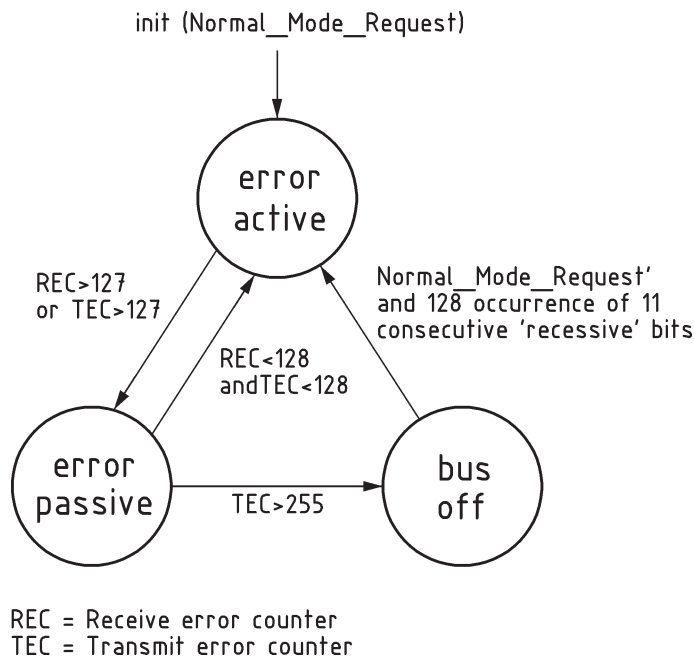 init (Normal_Mode_Request)
error
active
REC>127
or TEC>127
Normal_Mode_Request'
and 128 occurrence of 11
consecutive 'recessive' bits
REC<128
andTEC<128
error
passive
TEC>255
bus
off
REC = Receive error counter
TEC = Transmit error counter